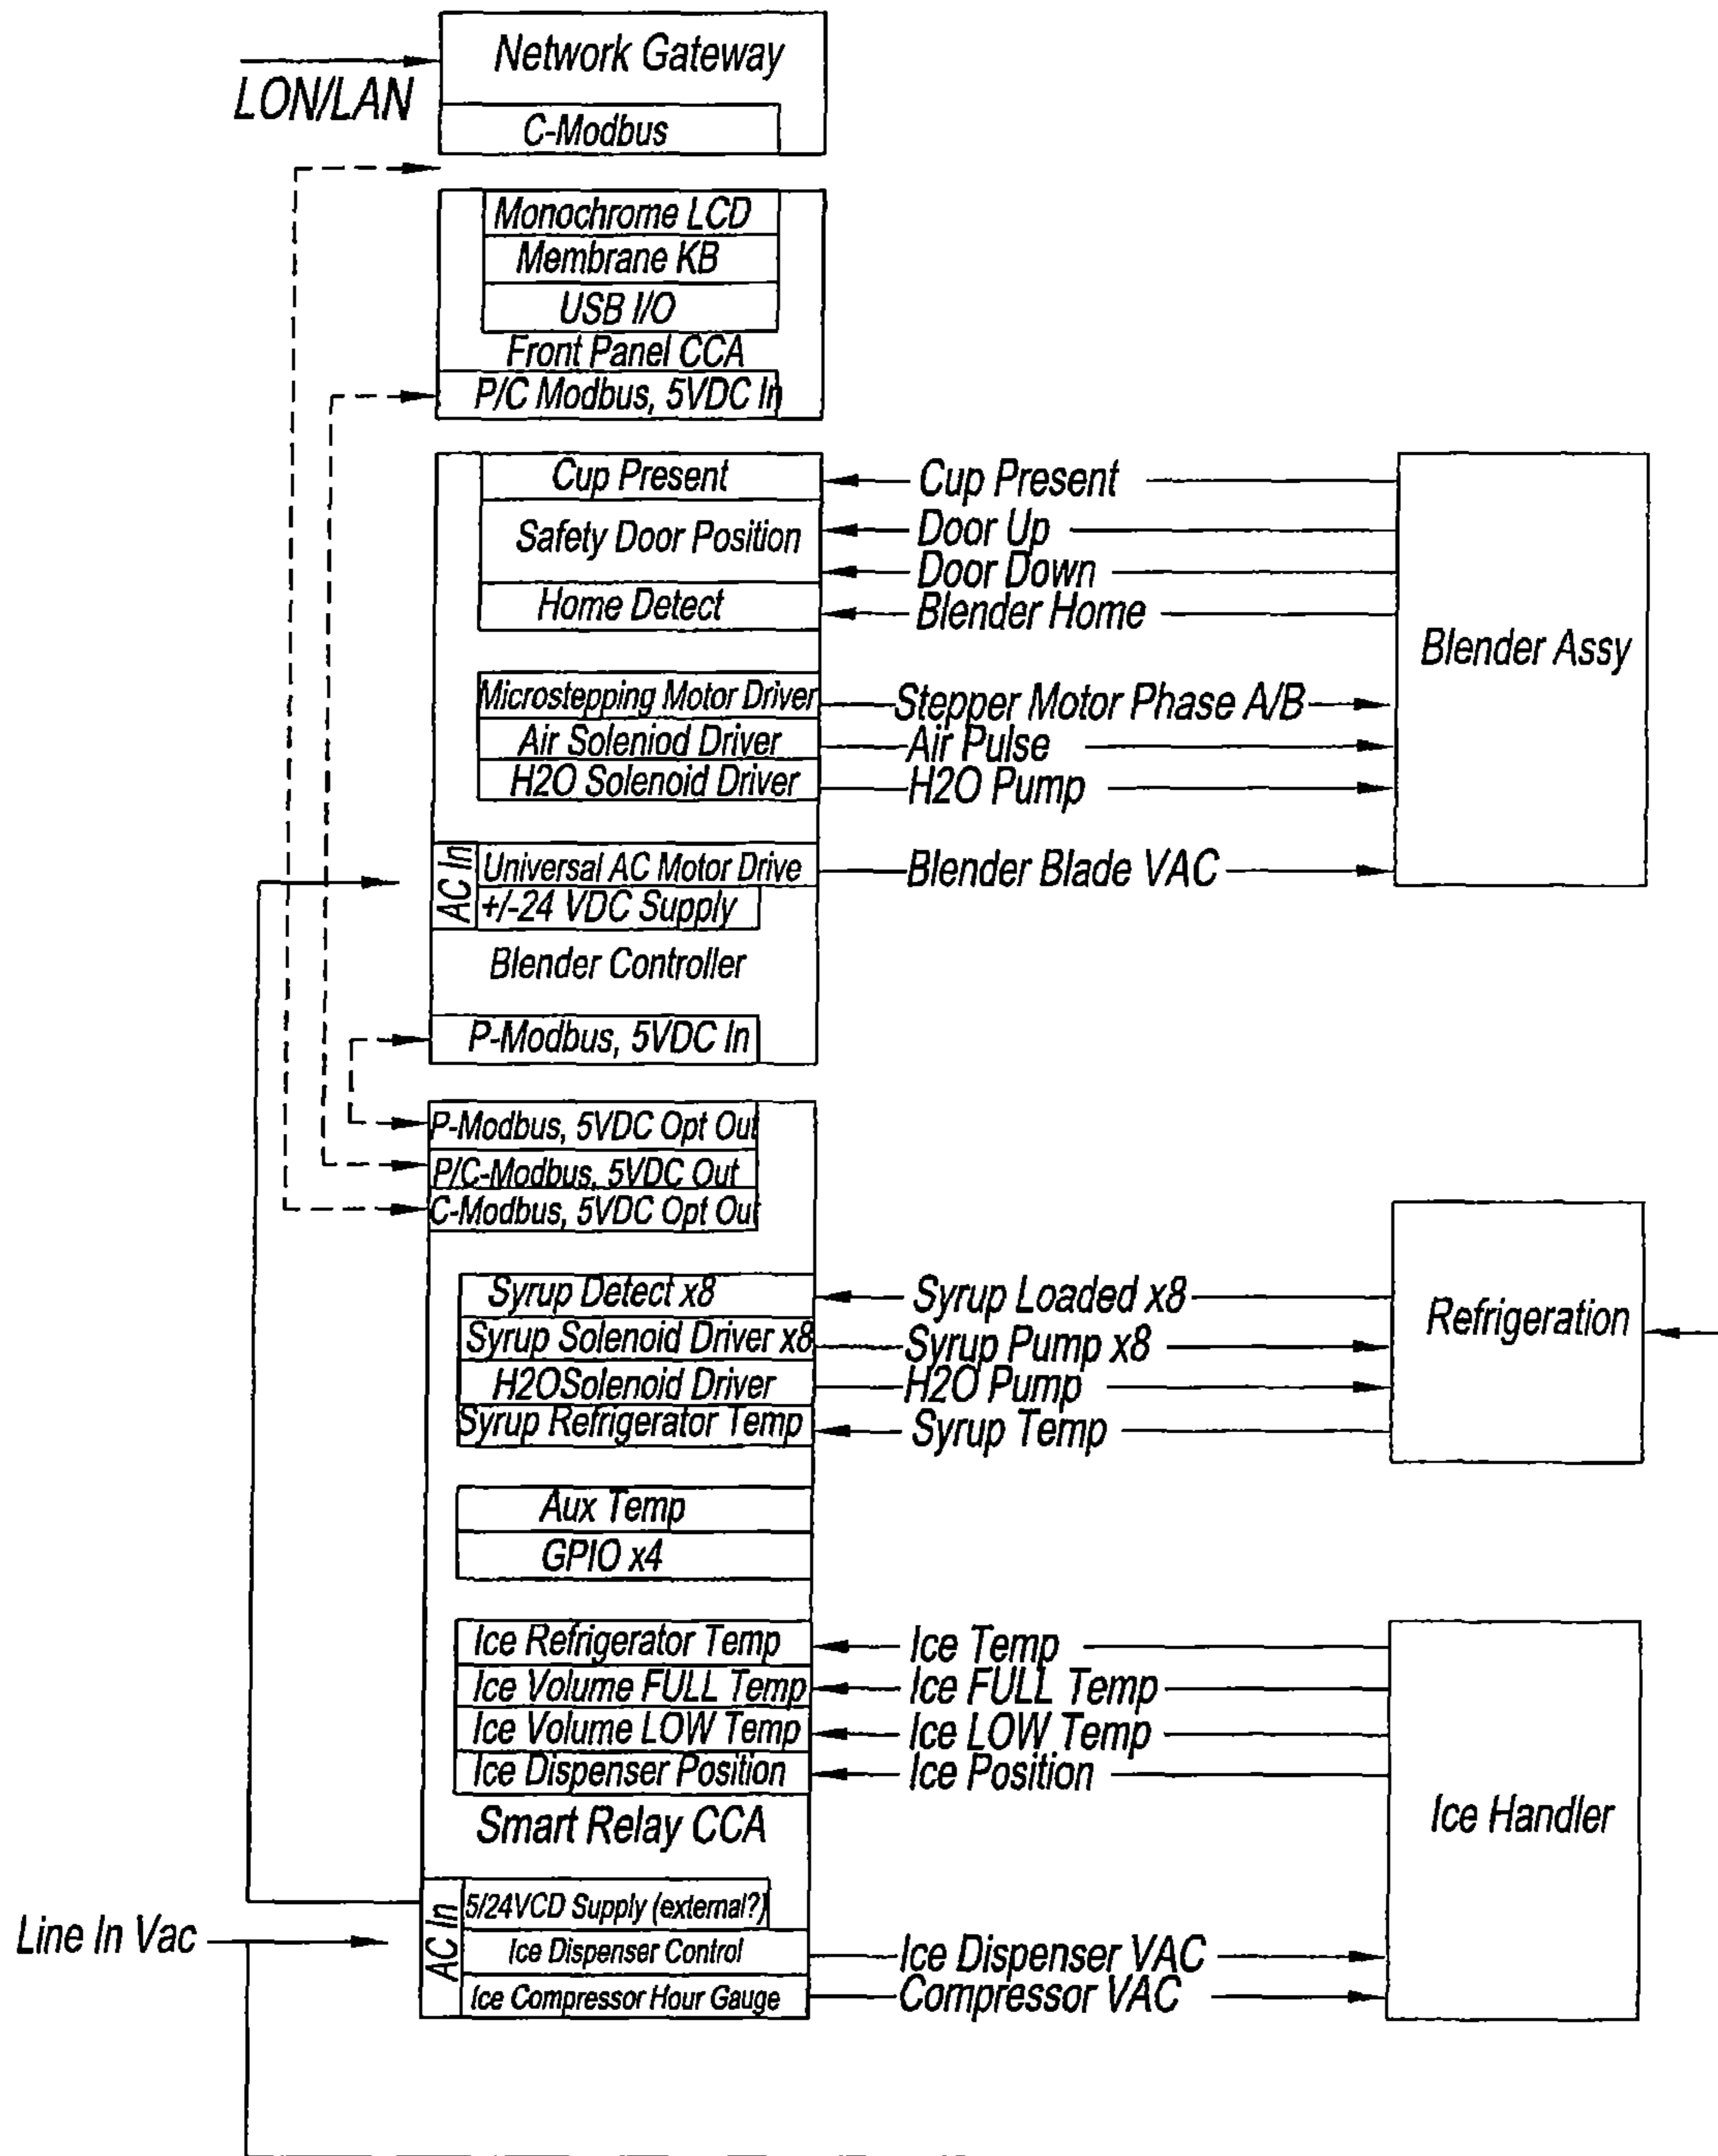 Network Gateway
LON/LAN
C-Modbus
Monochrome LCD
Membrane KB
USB I/O
Front Panel CCA
P/C Modbus, 5VDC In
Cup Present
Cup Present
Safety Door Position
Door Up
Door Down
Home Detect
Blender Home
Blender Assy
Microstepping Motor Driver
Stepper Motor Phase A/B
Air Soleniod Driver
Air Pulse
H2O Solenoid Driver
H2O Pump
AC In
Universal AC Motor Drive
Blender Blade VAC
+/-24 VDC Supply
Blender Controller
P-Modbus, 5VDC In
P-Modbus, 5VDC Opt Out
P/C-Modbus, 5VDC Out
C-Modbus, 5VDC Opt Out
Syrup Detect x8
Syrup Loaded x8
Syrup Solenoid Driver x8
Syrup Pump x8
H2OSolenoid Driver
H2O Pump
Syrup Refrigerator Temp
Syrup Temp
Refrigeration
Aux Temp
GPIO x4
Ice Refrigerator Temp
Ice Temp
Ice Volume FULL Temp
Ice FULL Temp
Ice Volume LOW Temp
Ice LOW Temp
Ice Dispenser Position
Ice Position
Smart Relay CCA
Ice Handler
Line In Vac
AC In
5/24VCD Supply (external?)
Ice Dispenser Control
Ice Dispenser VAC
Ice Compressor Hour Gauge
Compressor VAC